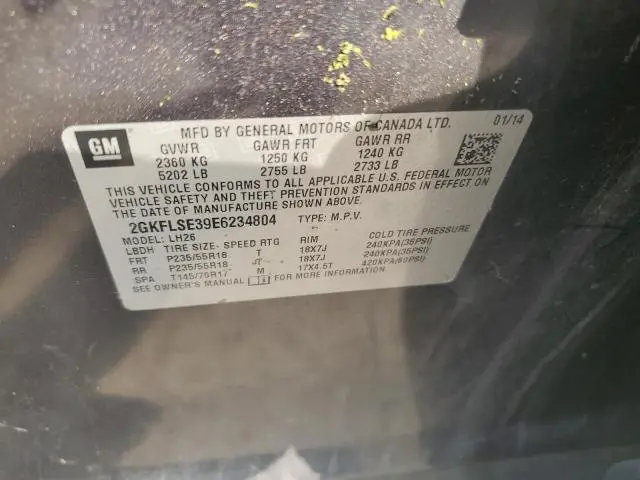 GM
MFD BY GENERAL MOTORS OF CANADA LTD. 01/14
GVWR GAWR FRT GAWR RR
2360 KG 1250 KG 1240 KG
5202 LB 2755 LB 2733 LB
THIS VEHICLE CONFORMS TO ALL APPLICABLE U.S. FEDERAL MOTOR
VEHICLE SAFETY AND THEFT PREVENTION STANDARDS IN EFFECT ON
THE DATE OF MANUFACTURE SHOWN ABOVE.
2GKFLSE39E6234804 TYPE: M.P.V.
MODEL: LH26
LBDH TIRE SIZE- SPEED RTG RIM COLD TIRE PRESSURE
FRT P235/55R18 T 18X7J 240KPA(35PSI)
RR P235/55R18 T 18X7J 240KPA(35PSI)
SPA T145/70R17 M 17X4.5T 420KPA(60PSI)
SEE OWNER'S MANUAL